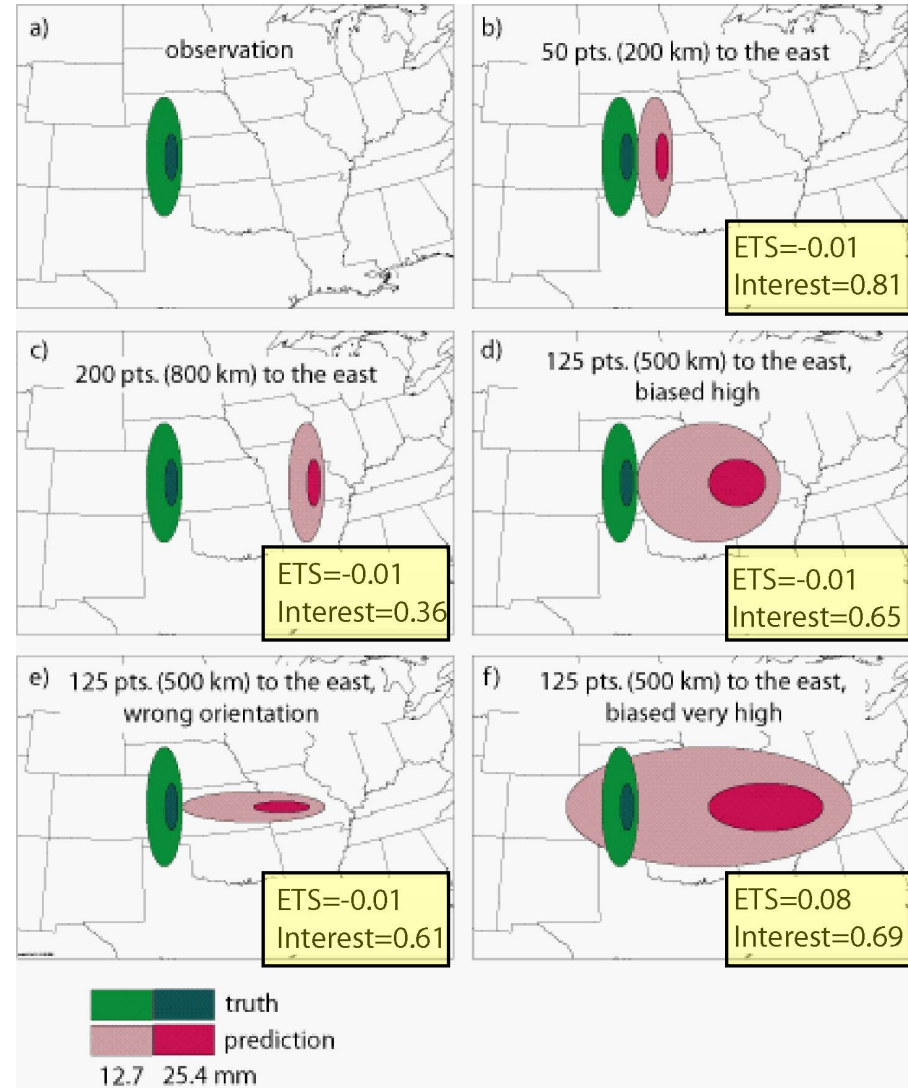 a)
observation
b)
50 pts. (200 km) to the east
ETS=-0.01
Interest=0.81
c)
200 pts. (800 km) to the east
ETS=-0.01
Interest=0.36
d)
125 pts. (500 km) to the east,
biased high
ETS=-0.01
Interest=0.65
e)
125 pts. (500 km) to the east,
wrong orientation
ETS=-0.01
Interest=0.61
f)
125 pts. (500 km) to the east,
biased very high
ETS=0.08
Interest=0.69
truth
prediction
12.7 25.4 mm